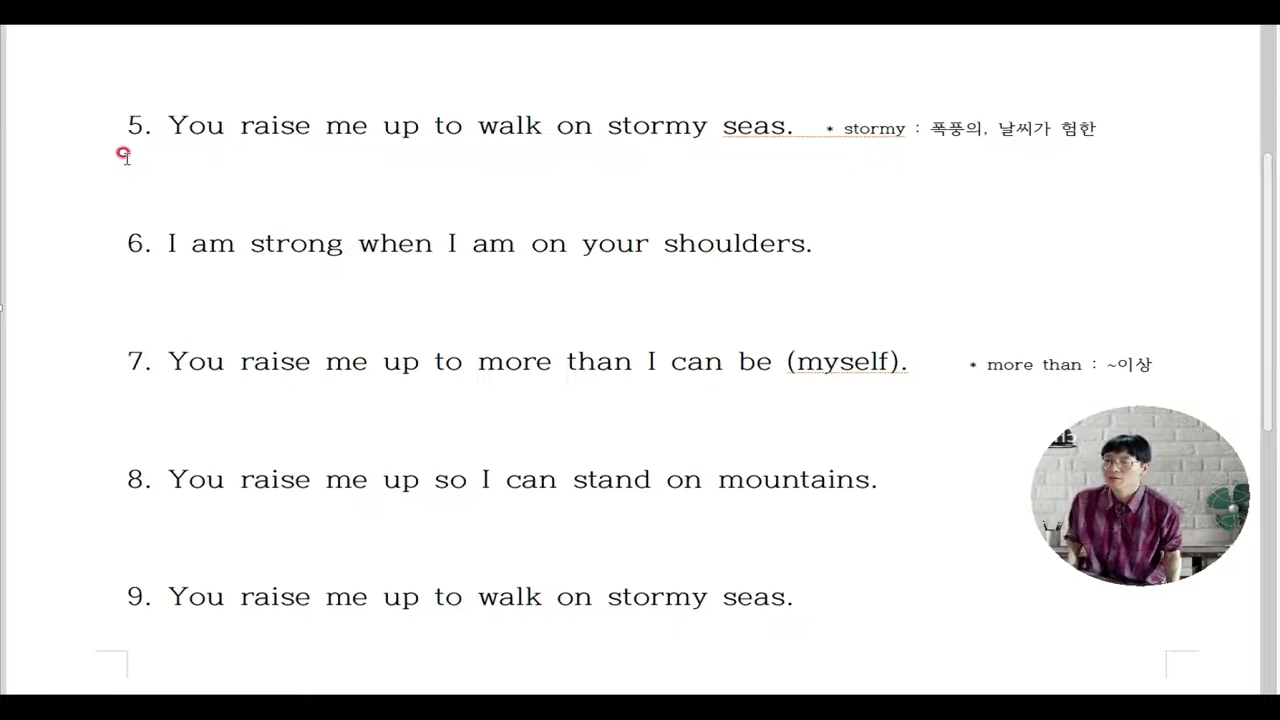 5. You raise me up to walk on stormy seas. * stormy : 폭풍의, 날씨가 험한
6. I am strong when I am on your shoulders.
7. You raise me up to more than I can be (myself). * more than : ~이상
8. You raise me up so I can stand on mountains.
9. You raise me up to walk on stormy seas.